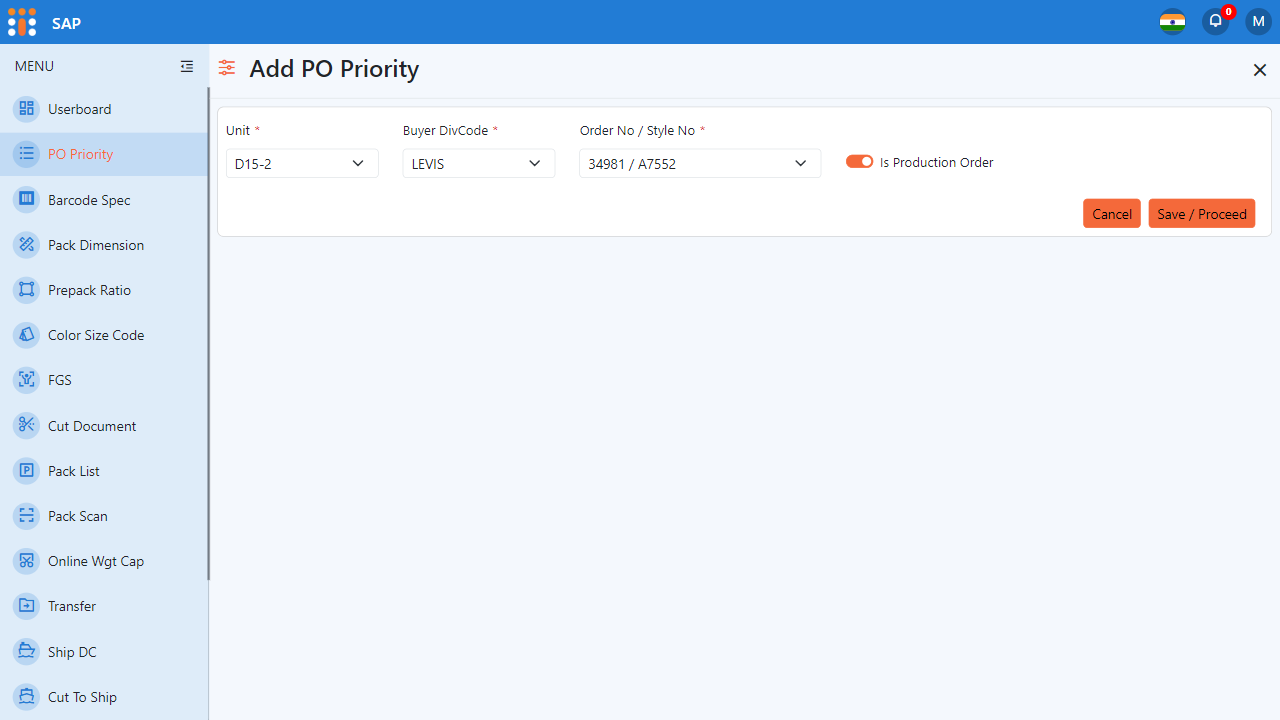 SAP
0
M
MENU
Add PO Priority
Userboard
PO Priority
Barcode Spec
Pack Dimension
Prepack Ratio
Color Size Code
FGS
Cut Document
Pack List
Pack Scan
Online Wgt Cap
Transfer
Ship DC
Cut To Ship
Unit *
Buyer DivCode *
Order No / Style No *
D15-2
LEVIS
34981 / A7552
Is Production Order
Cancel
Save / Proceed